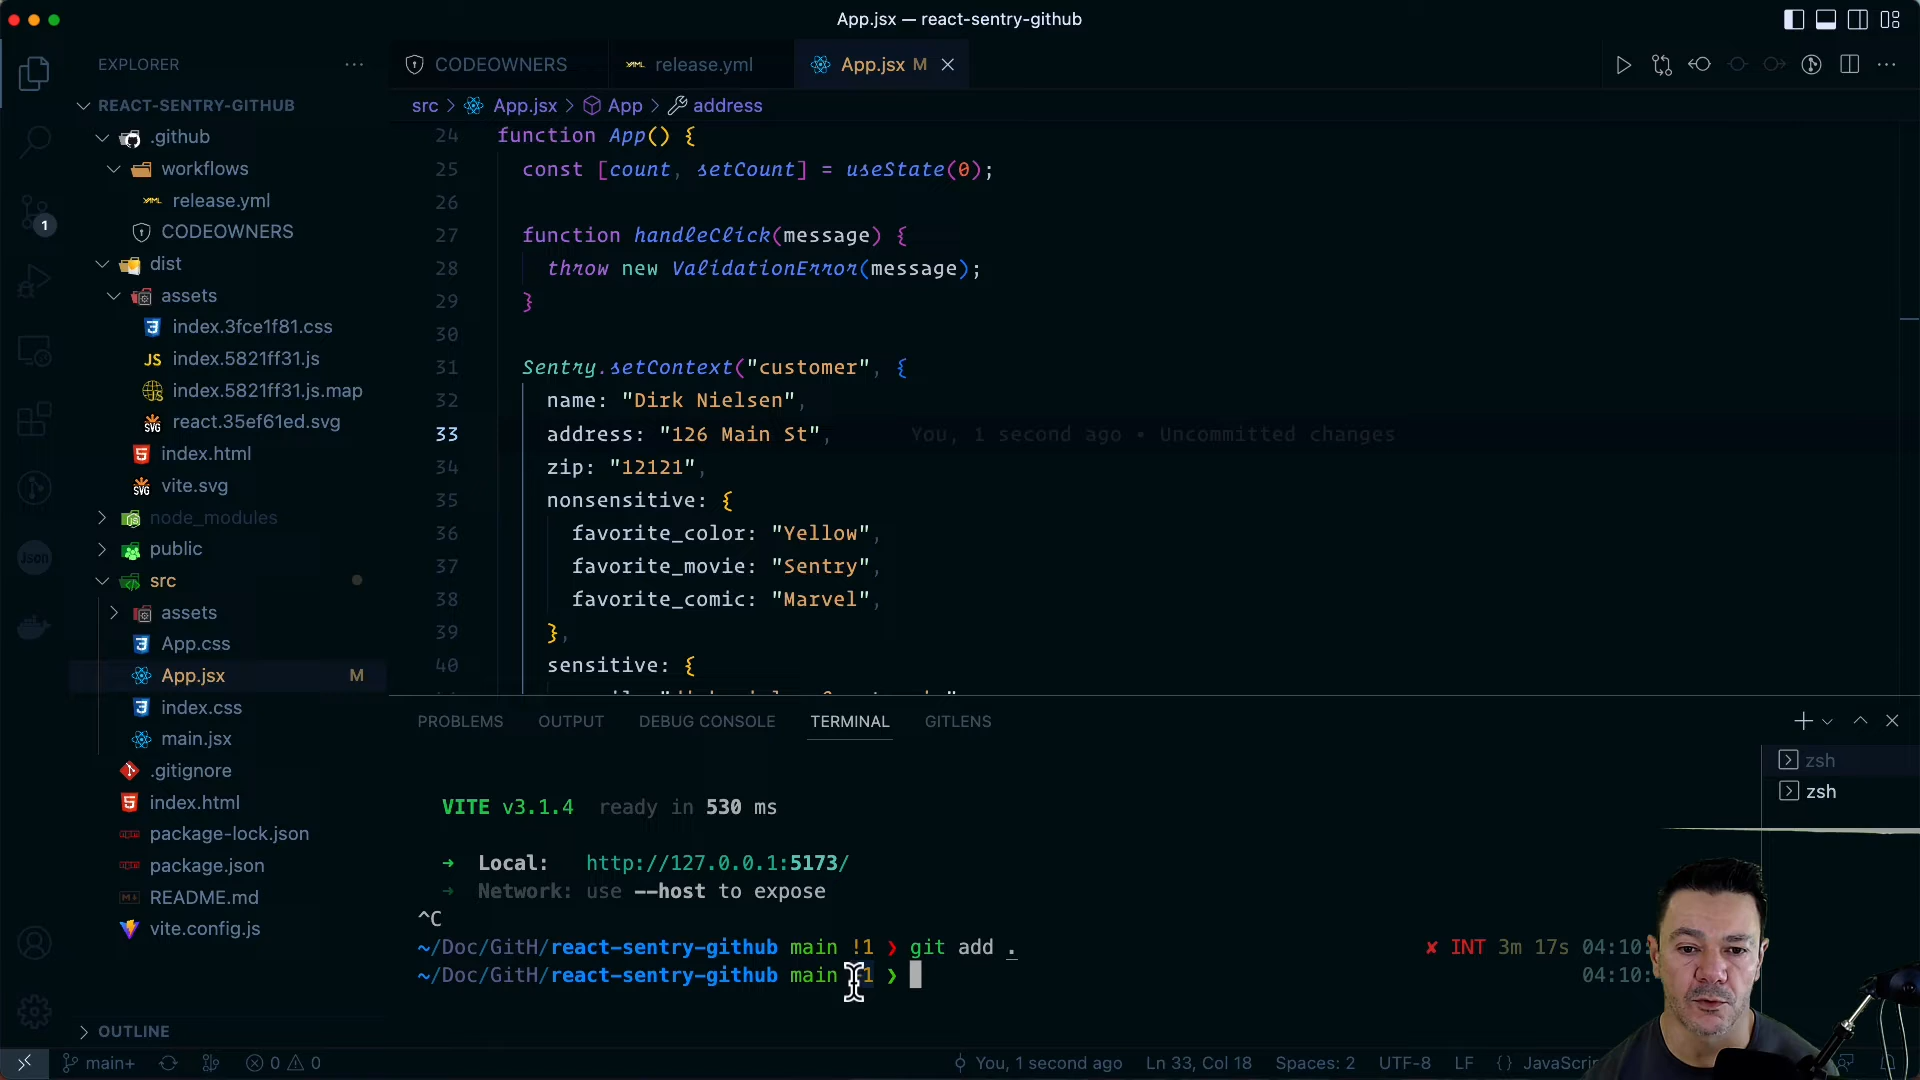 App.jsx — react-sentry-github
EXPLORER
CODEOWNERS
release.yml
App.jsx M
REACT-SENTRY-GITHUB
.github
workflows
release.yml
CODEOWNERS
dist
assets
index.3fce1f81.css
JS index.5821ff31.js
index.5821ff31.js.map
react.35ef61ed.svg
index.html
vite.svg
node_modules
public
src
assets
App.css
App.jsx M
index.css
main.jsx
.gitignore
index.html
package-lock.json
package.json
README.md
vite.config.js
OUTLINE
1
Json
src > App.jsx > App > address
24 function App() {
25 const [count, setCount] = useState(0);
26
27 function handleClick(message) {
28 throw new ValidationError(message);
29 }
30
31 Sentry.setContext("customer", {
32 name: "Dirk Nielsen",
33 address: "126 Main St", You, 1 second ago • Uncommitted changes
34 zip: "12121",
35 nonsensitive: {
36 favorite_color: "Yellow",
37 favorite_movie: "Sentry",
38 favorite_comic: "Marvel",
39 },
40 sensitive: {
PROBLEMS OUTPUT DEBUG CONSOLE TERMINAL GITLENS
zsh
zsh
VITE v3.1.4 ready in 530 ms
➜ Local: http://127.0.0.1:5173/
➜ Network: use --host to expose
^C
~/Doc/GitH/react-sentry-github main !1 ❯ git add . ✘ INT 3m 17s 04:10:
~/Doc/GitH/react-sentry-github main 1 ❯ 04:10:
main+ 0 0 You, 1 second ago Ln 33, Col 18 Spaces: 2 UTF-8 LF {} JavaScri